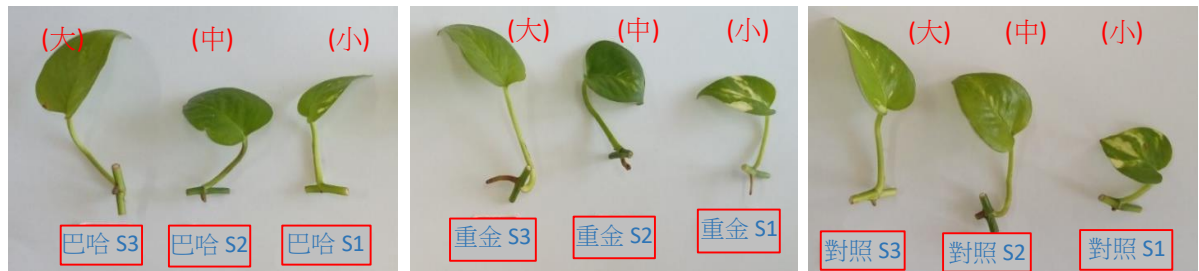 (大) (中) (小)
巴哈 S3 巴哈 S2 巴哈 S1
(大) (中) (小)
重金 S3 重金 S2 重金 S1
(大) (中) (小)
對照 S3 對照 S2 對照 S1